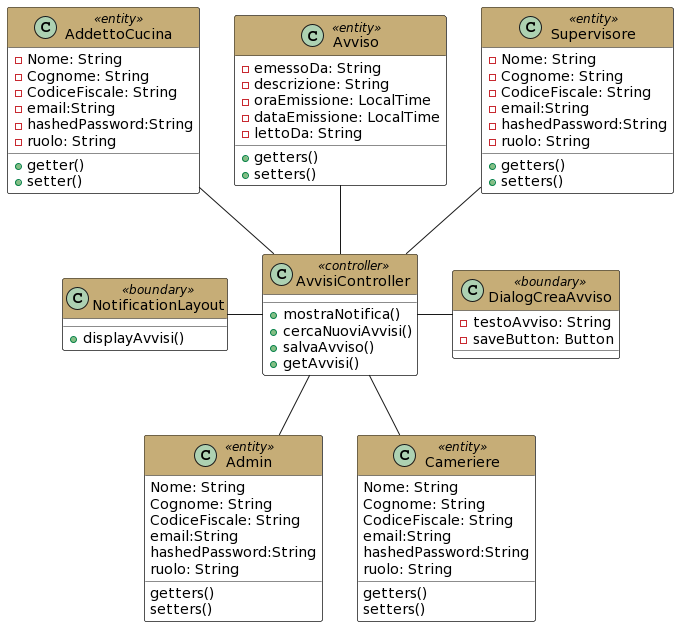 C
«entity»
AddettoCucina
Nome: String
Cognome: String
CodiceFiscale: String
email:String
hashedPassword:String
ruolo: String
getter()
setter()
C
«entity»
Avviso
emessoDa: String
descrizione: String
oraEmissione: LocalTime
dataEmissione: LocalTime
lettoDa: String
getters()
setters()
C
«entity»
Supervisore
Nome: String
Cognome: String
CodiceFiscale: String
email:String
hashedPassword:String
ruolo: String
getters()
setters()
C
«boundary»
NotificationLayout
displayAvvisi()
C
«controller»
AvvisiController
mostraNotifica()
cercaNuoviAvvisi()
salvaAvviso()
getAvvisi()
C
«boundary»
DialogCreaAvviso
testoAvviso: String
saveButton: Button
C
«entity»
Admin
Nome: String
Cognome: String
CodiceFiscale: String
email:String
hashedPassword:String
ruolo: String
getters()
setters()
C
«entity»
Cameriere
Nome: String
Cognome: String
CodiceFiscale: String
email:String
hashedPassword:String
ruolo: String
getters()
setters()